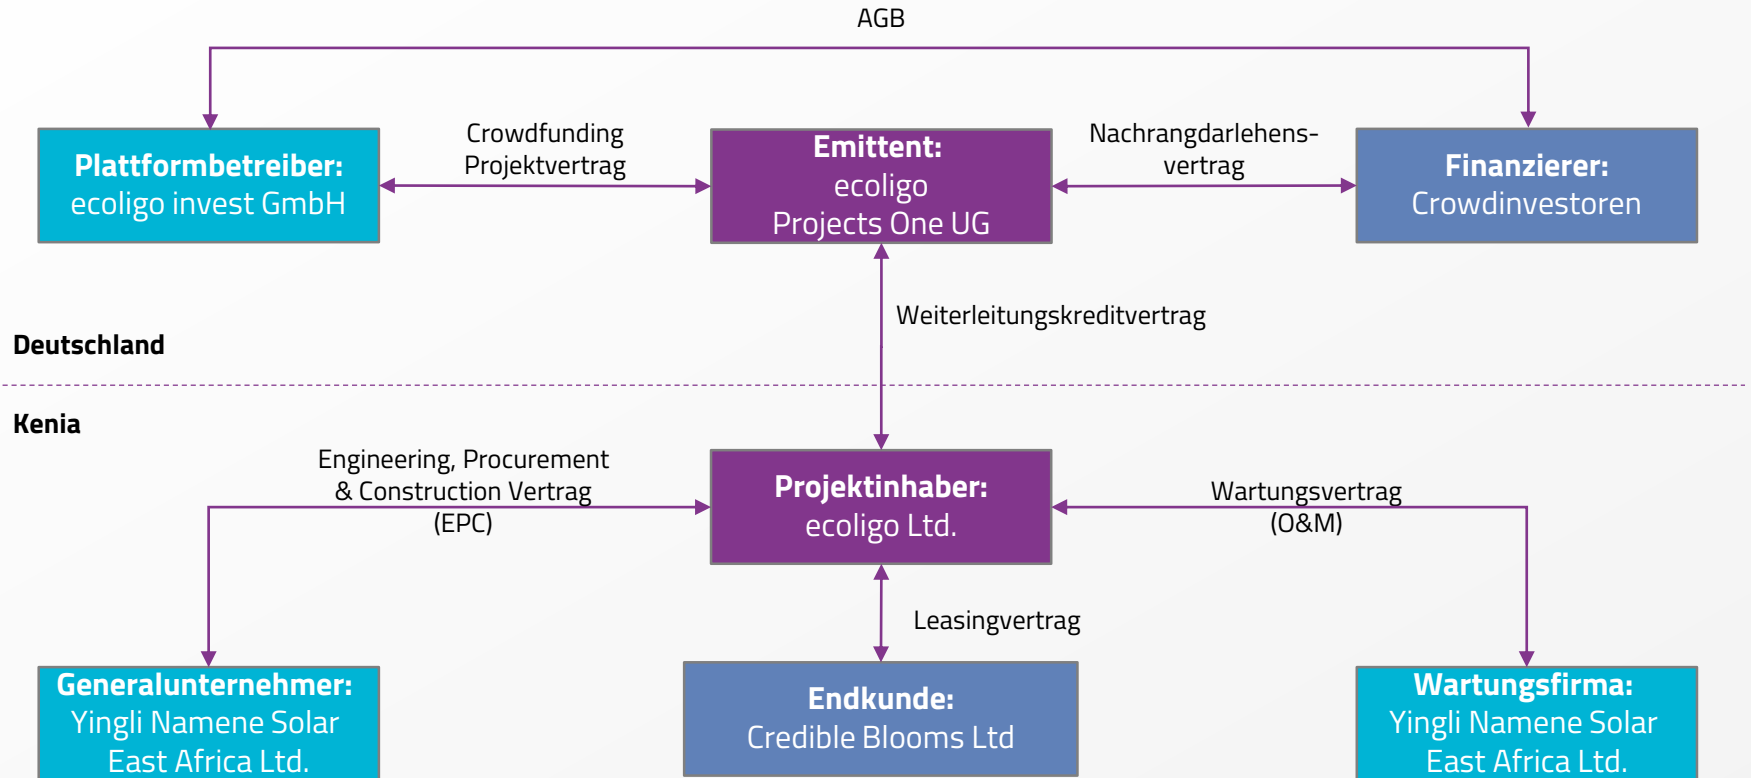 AGB
Plattformbetreiber:
ecoligo invest GmbH
Crowdfunding
Projektvertrag
Emittent:
ecoligo
Projects One UG
Nachrangdarlehens-
vertrag
Finanzierer:
Crowdinvestoren
Weiterleitungskreditvertrag
Deutschland
Kenia
Engineering, Procurement
& Construction Vertrag
(EPC)
Projektinhaber:
ecoligo Ltd.
Wartungsvertrag
(O&M)
Leasingvertrag
Generalunternehmer:
Yingli Namene Solar
East Africa Ltd.
Endkunde:
Credible Blooms Ltd
Wartungsfirma:
Yingli Namene Solar
East Africa Ltd.